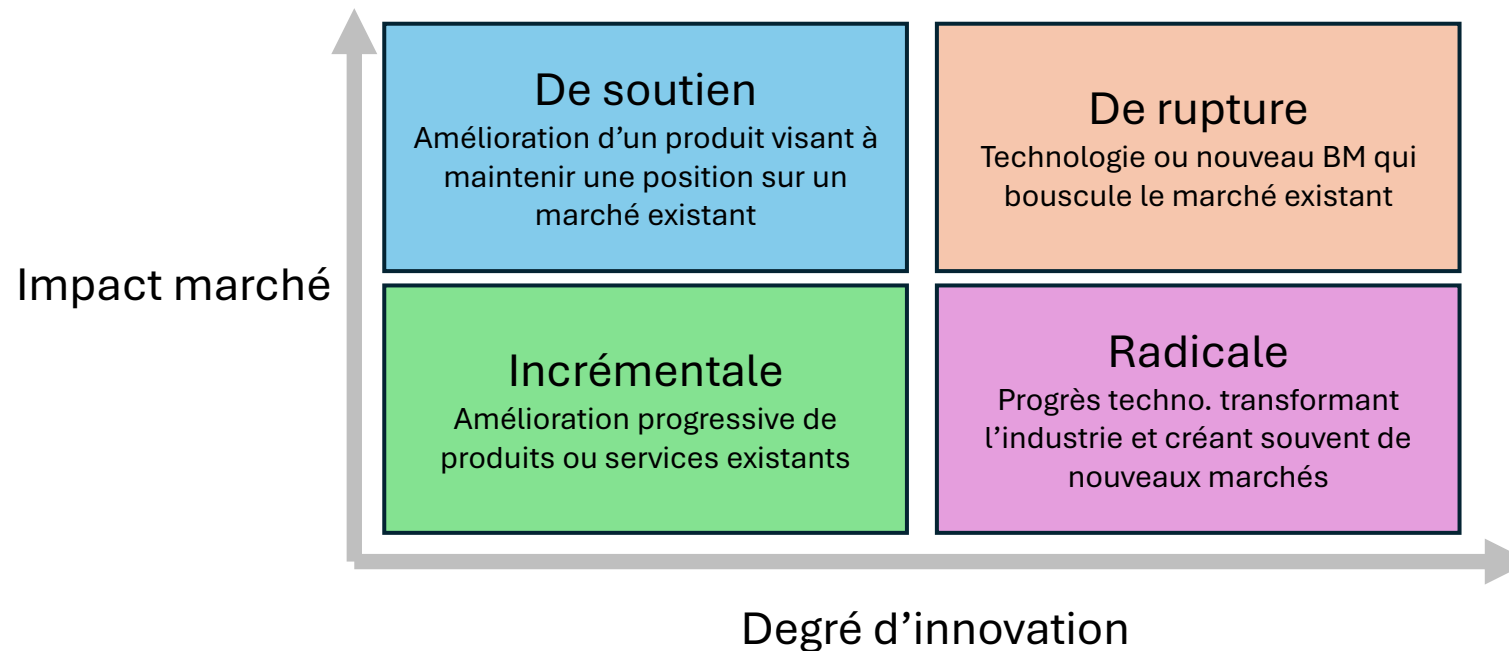 De soutien
Amélioration d’un produit visant à
maintenir une position sur un
marché existant
De rupture
Technologie ou nouveau BM qui
bouscule le marché existant
Impact marché
Incrémentale
Amélioration progressive de
produits ou services existants
Radicale
Progrès techno. transformant
l’industrie et créant souvent de
nouveaux marchés
Degré d’innovation